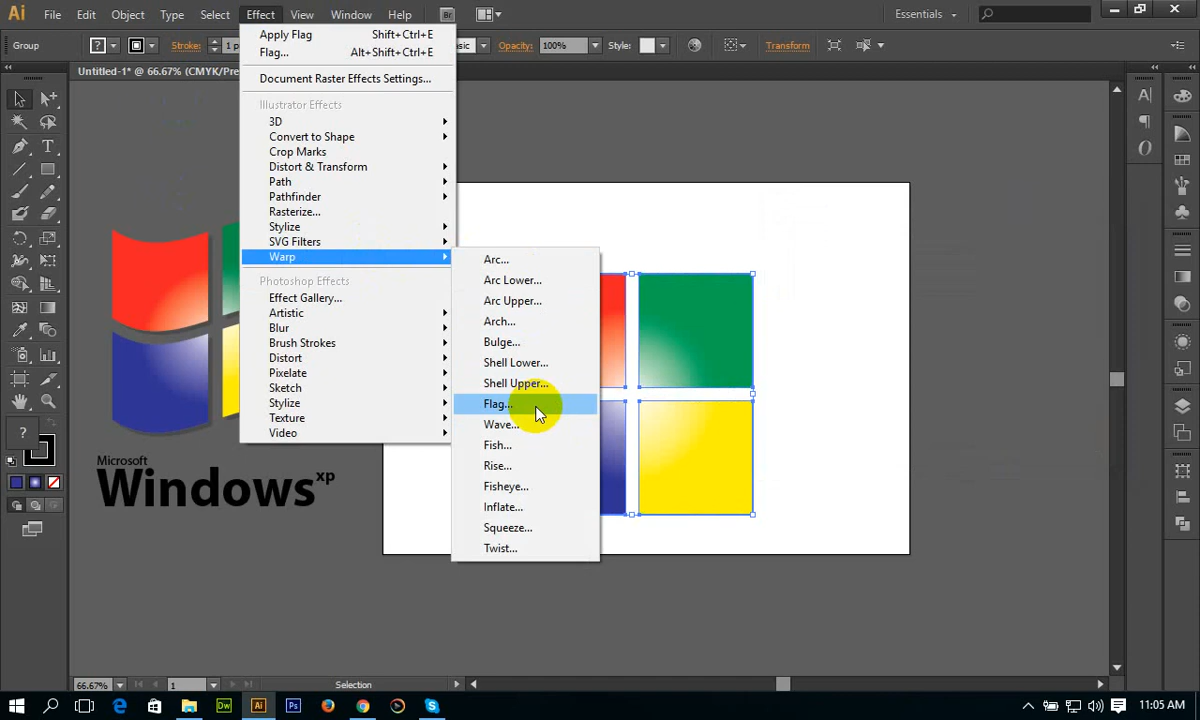 Ai File Edit Object Type Select Effect View Window Help Br Essentials
Group Stroke: 1 p Opacity: 100% Style: Transform
Untitled-1* @ 66.67% (CMYK/Pre
Apply Flag Shift+Ctrl+E
Flag... Alt+Shift+Ctrl+E
Document Raster Effects Settings...
Illustrator Effects
3D
Convert to Shape
Crop Marks
Distort & Transform
Path
Pathfinder
Rasterize...
Stylize
SVG Filters
Warp
Photoshop Effects
Effect Gallery...
Artistic
Blur
Brush Strokes
Distort
Pixelate
Sketch
Stylize
Texture
Video
Arc...
Arc Lower...
Arc Upper...
Arch...
Bulge...
Shell Lower...
Shell Upper...
Flag...
Wave...
Fish...
Rise...
Fisheye...
Inflate...
Squeeze...
Twist...
Microsoft
Windows xp
66.67% 1 Selection
Dw Ai Ps 11:05 AM